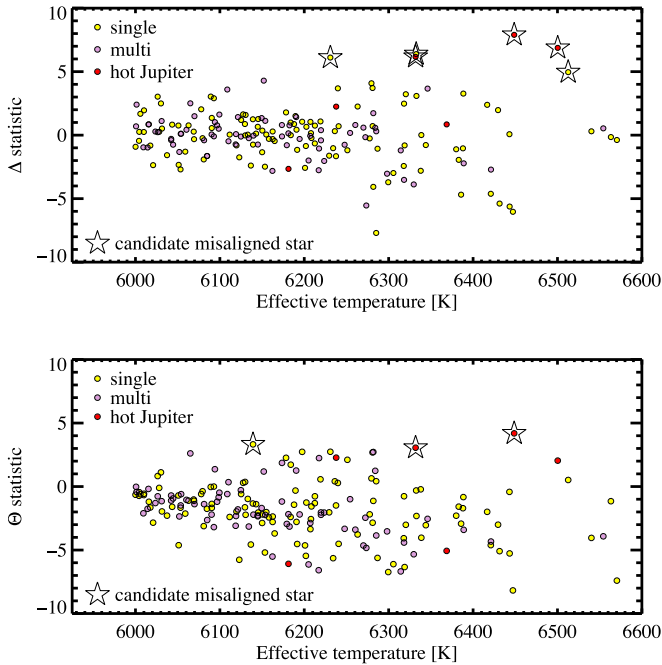 10
single
multi
hot Jupiter
5
0
−5
−10
Δ statistic
candidate misaligned star
6000 6100 6200 6300 6400 6500 6600
Effective temperature [K]
10
single
multi
hot Jupiter
5
0
−5
−10
Θ statistic
candidate misaligned star
6000 6100 6200 6300 6400 6500 6600
Effective temperature [K]